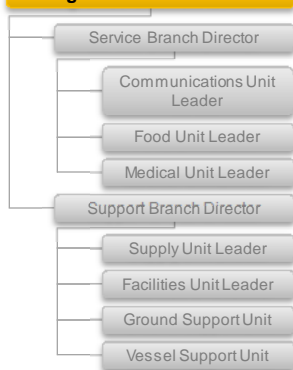 Service Branch Director
Communications Unit
Leader
Food Unit Leader
Medical Unit Leader
Support Branch Director
Supply Unit Leader
Facilities Unit Leader
Ground Support Unit
Vessel Support Unit